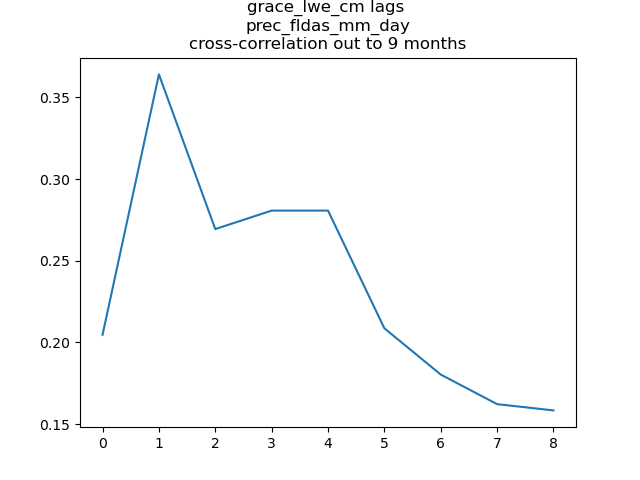 grace_lwe_cm lags
prec_fldas_mm_day
cross-correlation out to 9 months
0.35
0.30
0.25
0.20
0.15
0 1 2 3 4 5 6 7 8